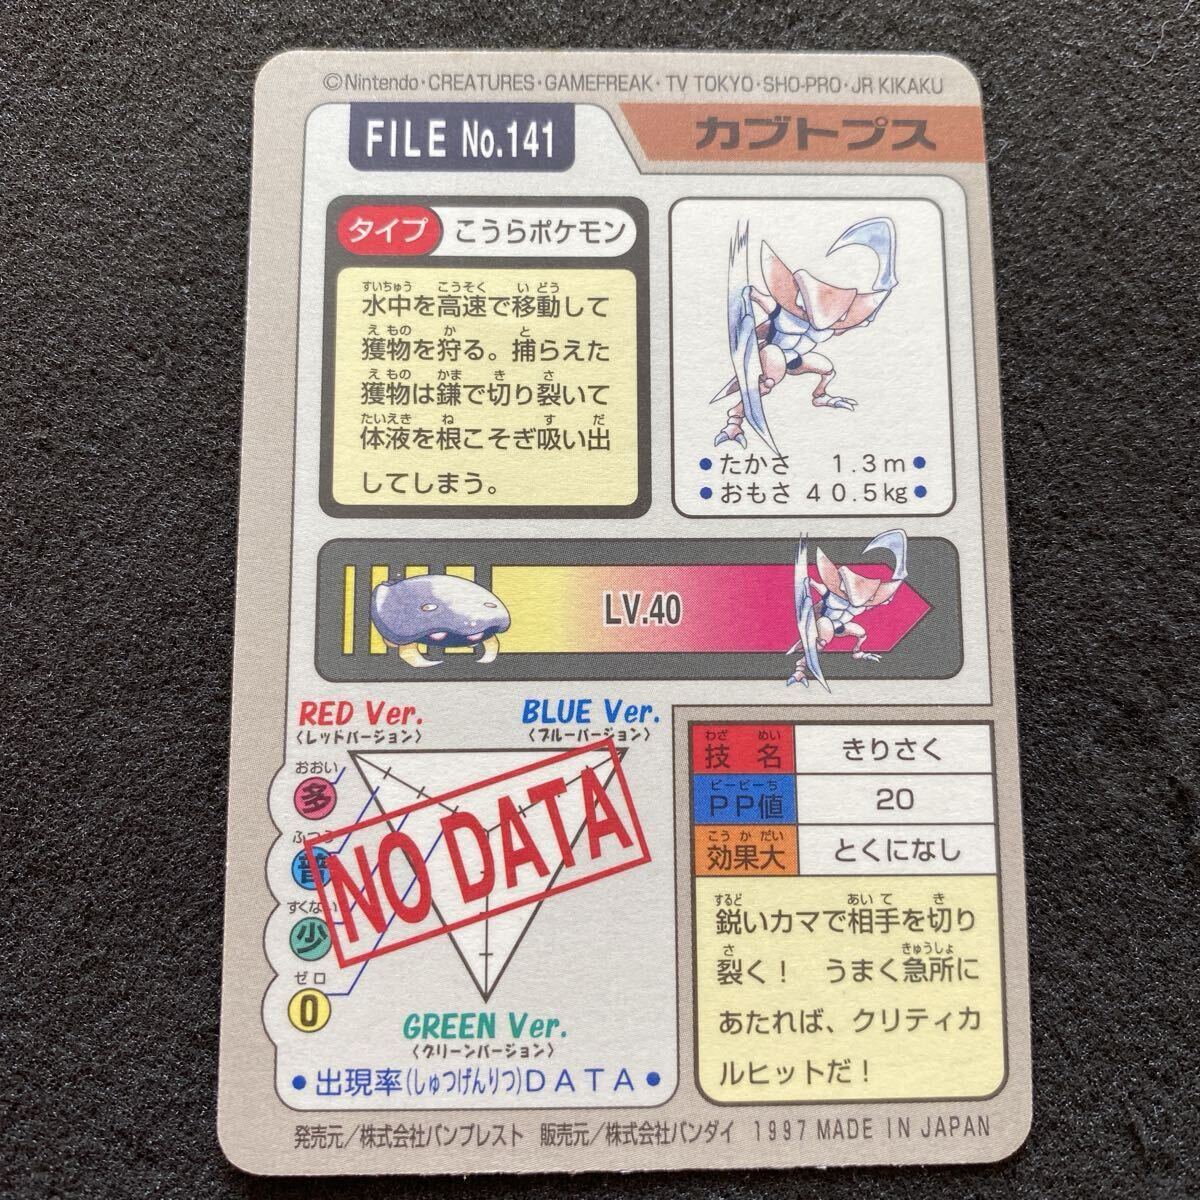 ©Nintendo・CREATURES・GAMEFREAK・TV TOKYO・SHO-PRO・JR KIKAKU
FILE No.141
カブトプス
タイプ
こうらポケモン
すいちゅう こうそく い どう
水中を高速で移動して
え もの か と
獲物を狩る。捕らえた
え もの かま き さ
獲物は鎌で切り裂いて
たいえき ね す だ
体液を根こそぎ吸い出
してしまう。
●たかさ 1.3m●
●おもさ 40.5kg●
LV.40
RED Ver.
〈レッドバージョン〉
BLUE Ver.
〈ブルーバージョン〉
おおい
多
ふつう
普
すくない
少
ゼロ
0
NO DATA
GREEN Ver.
〈グリーンバージョン〉
●出現率(しゅつげんりつ)DATA●
わざ めい
技名
きりさく
ピーピーち
PP値
20
こうかだい
効果大
とくになし
するど あいて き
鋭いカマで相手を切り
さ きゅうしょ
裂く! うまく急所に
あたれば、クリティカ
ルヒットだ!
発売元/株式会社バンプレスト 販売元/株式会社バンダイ 1997 MADE IN JAPAN